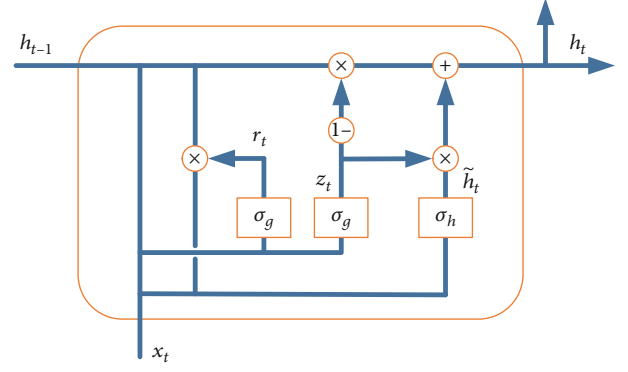 h_{t−1}
h_t
×
+
1−
r_t
×
×
z_t
h̃_t
σ_g
σ_g
σ_h
x_t